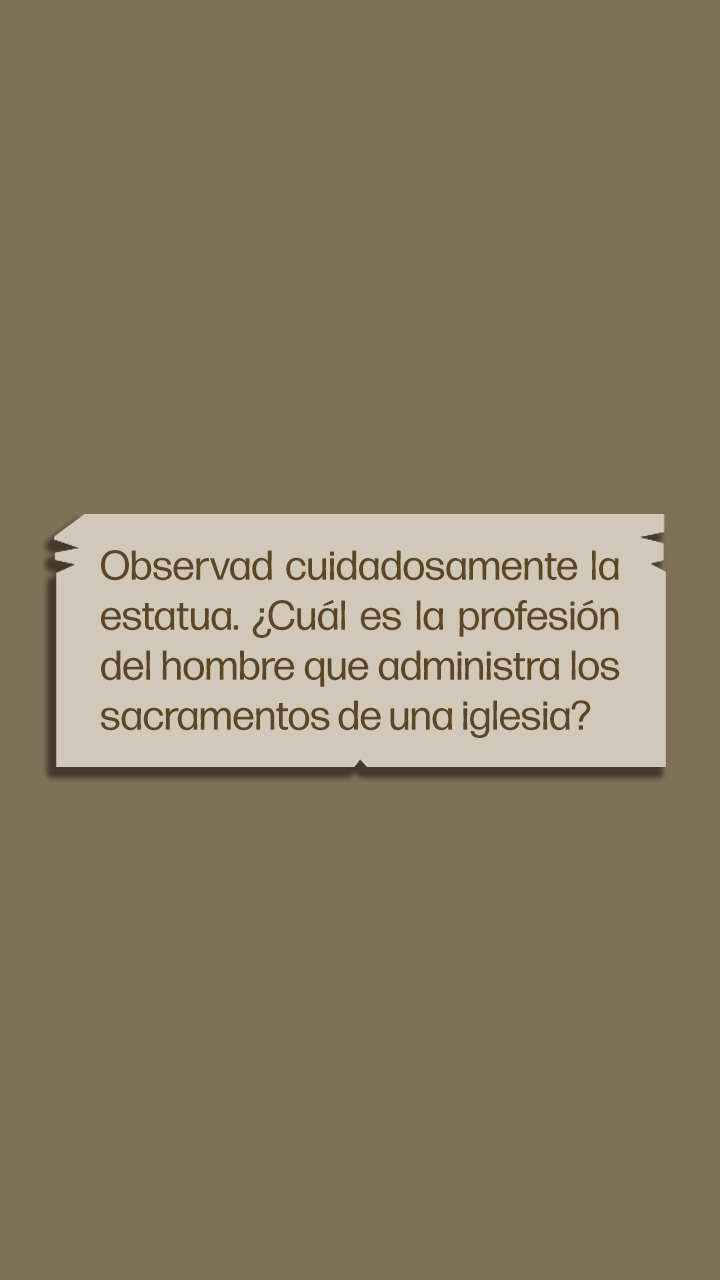 Observad cuidadosamente la
estatua. ¿Cuál es la profesión
del hombre que administra los
sacramentos de una iglesia?